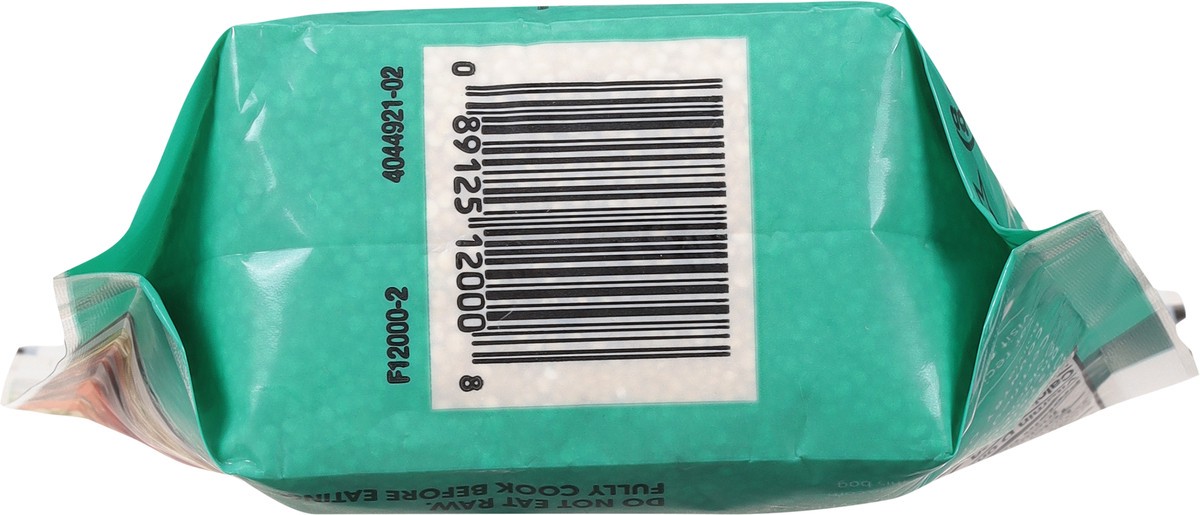 4044921-02
F12000-2
0 89125 12000 8
DO NOT EAT RAW.
FULLY COOK BEFORE EATING